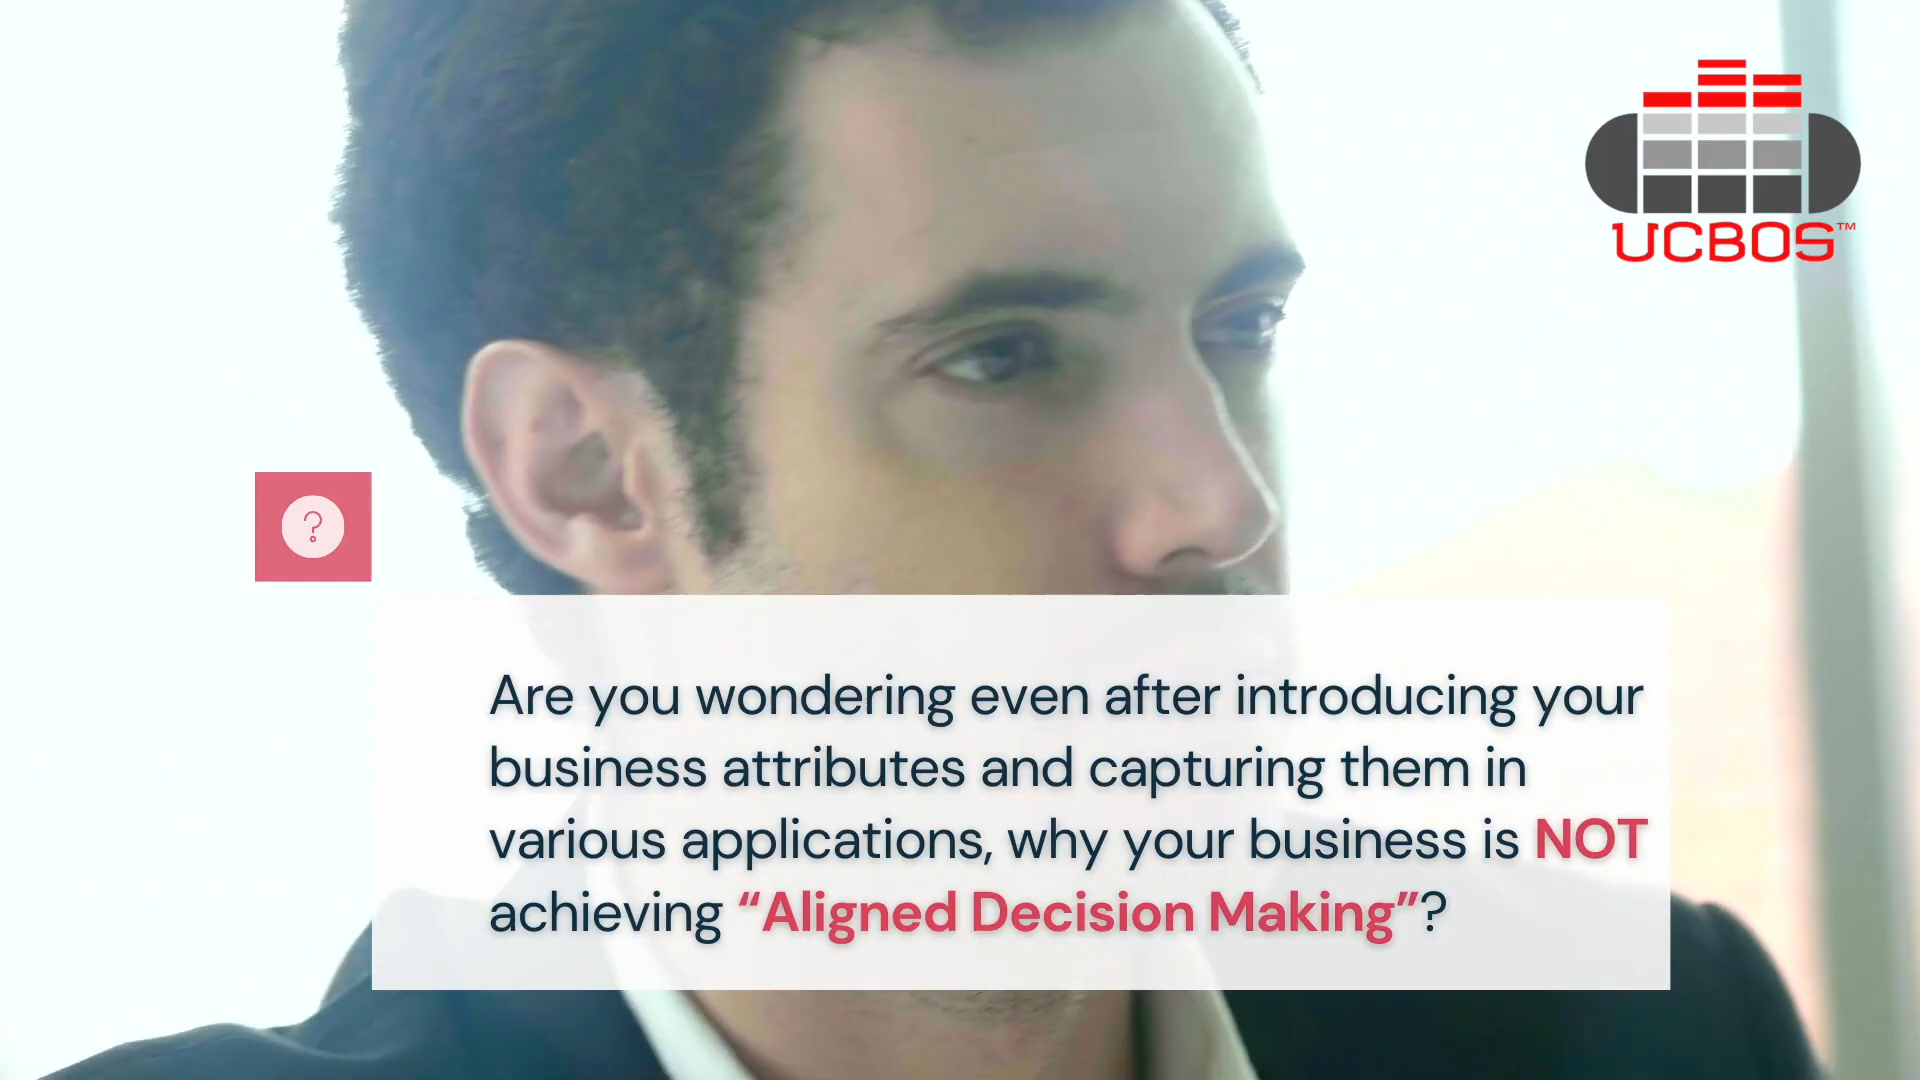 UCBOS™
?
Are you wondering even after introducing your
business attributes and capturing them in
various applications, why your business is NOT
achieving “Aligned Decision Making”?